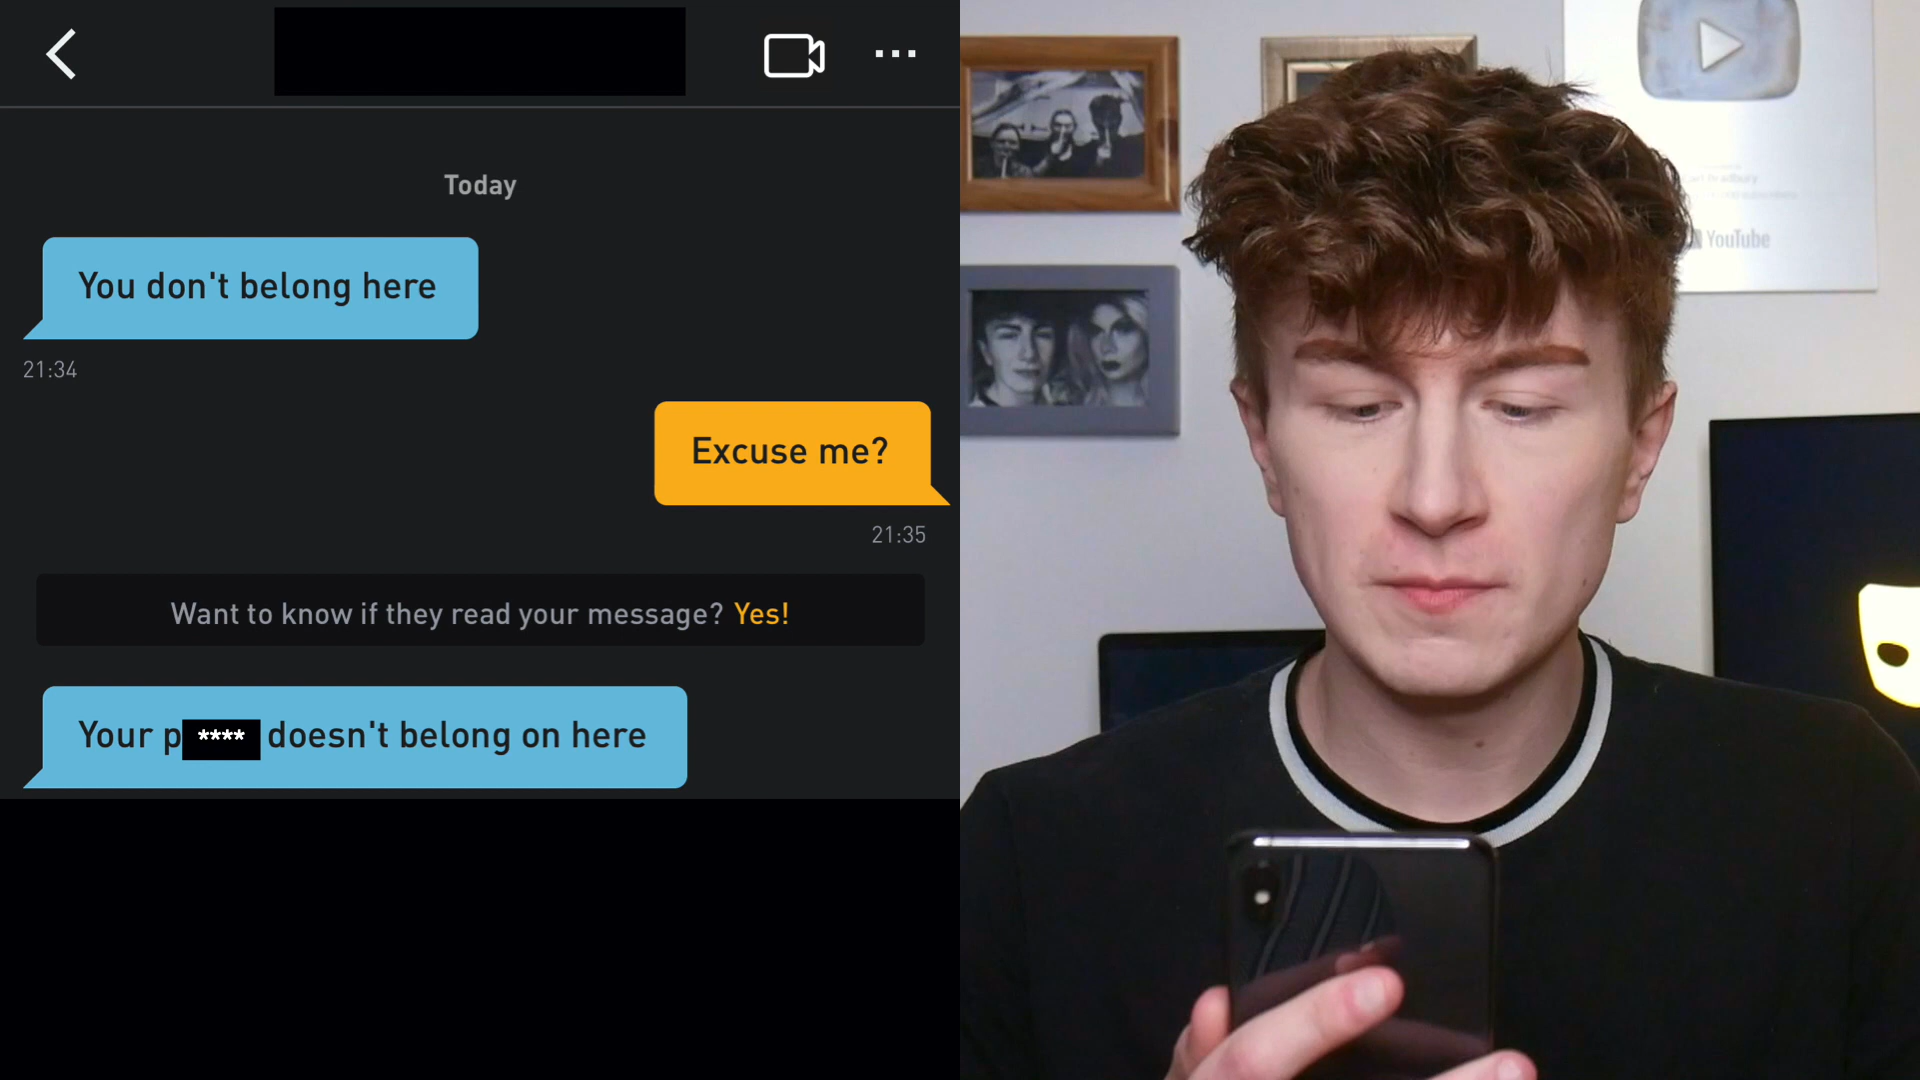 Today
You don't belong here
21:34
Excuse me?
21:35
Want to know if they read your message? Yes!
Your p**** doesn't belong on here
YouTube